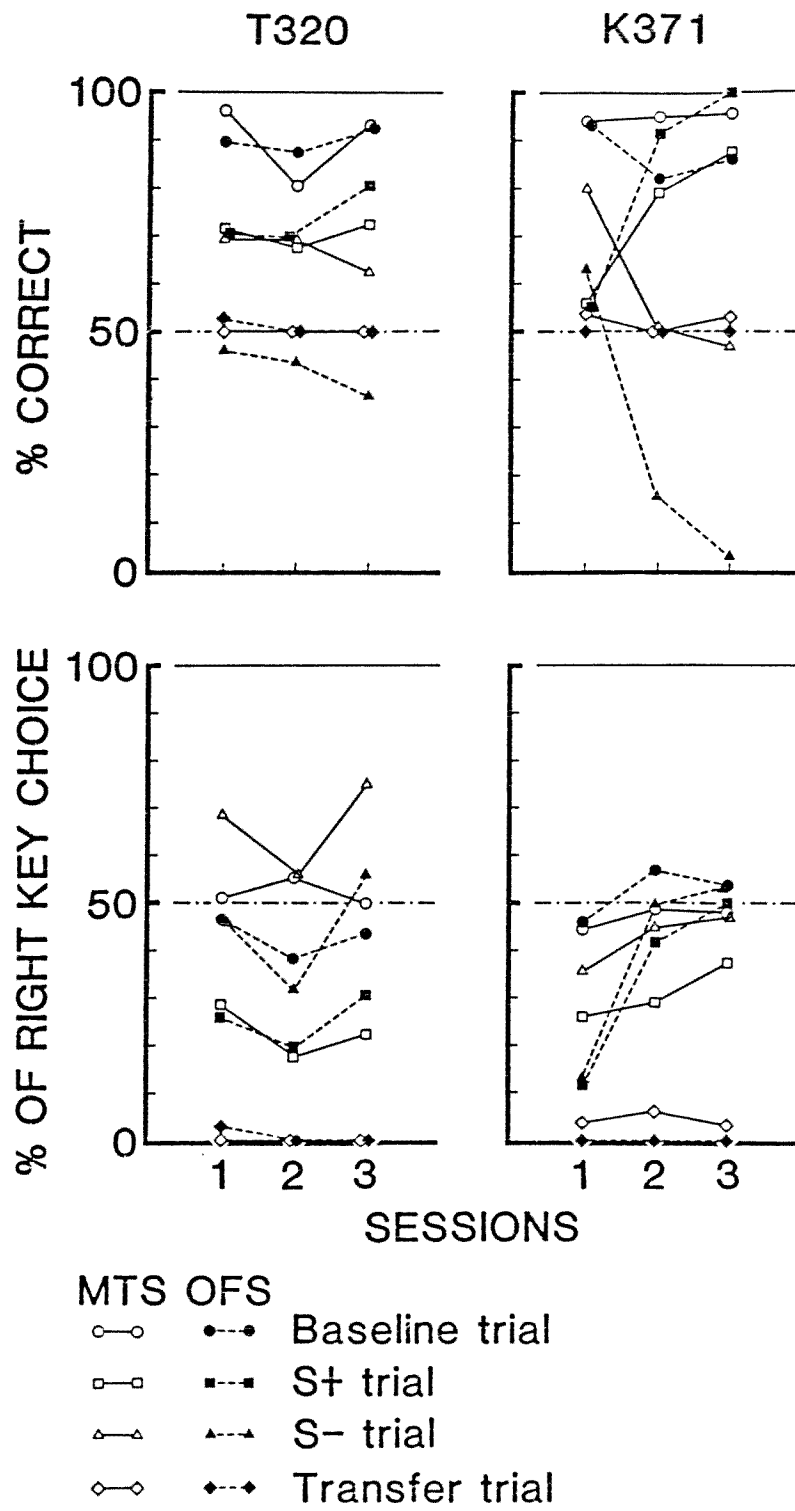 T320 K371
% CORRECT
100
50
0
% OF RIGHT KEY CHOICE
100
50
0
1 2 3 1 2 3
SESSIONS
MTS OFS
Baseline trial
S+ trial
S- trial
Transfer trial